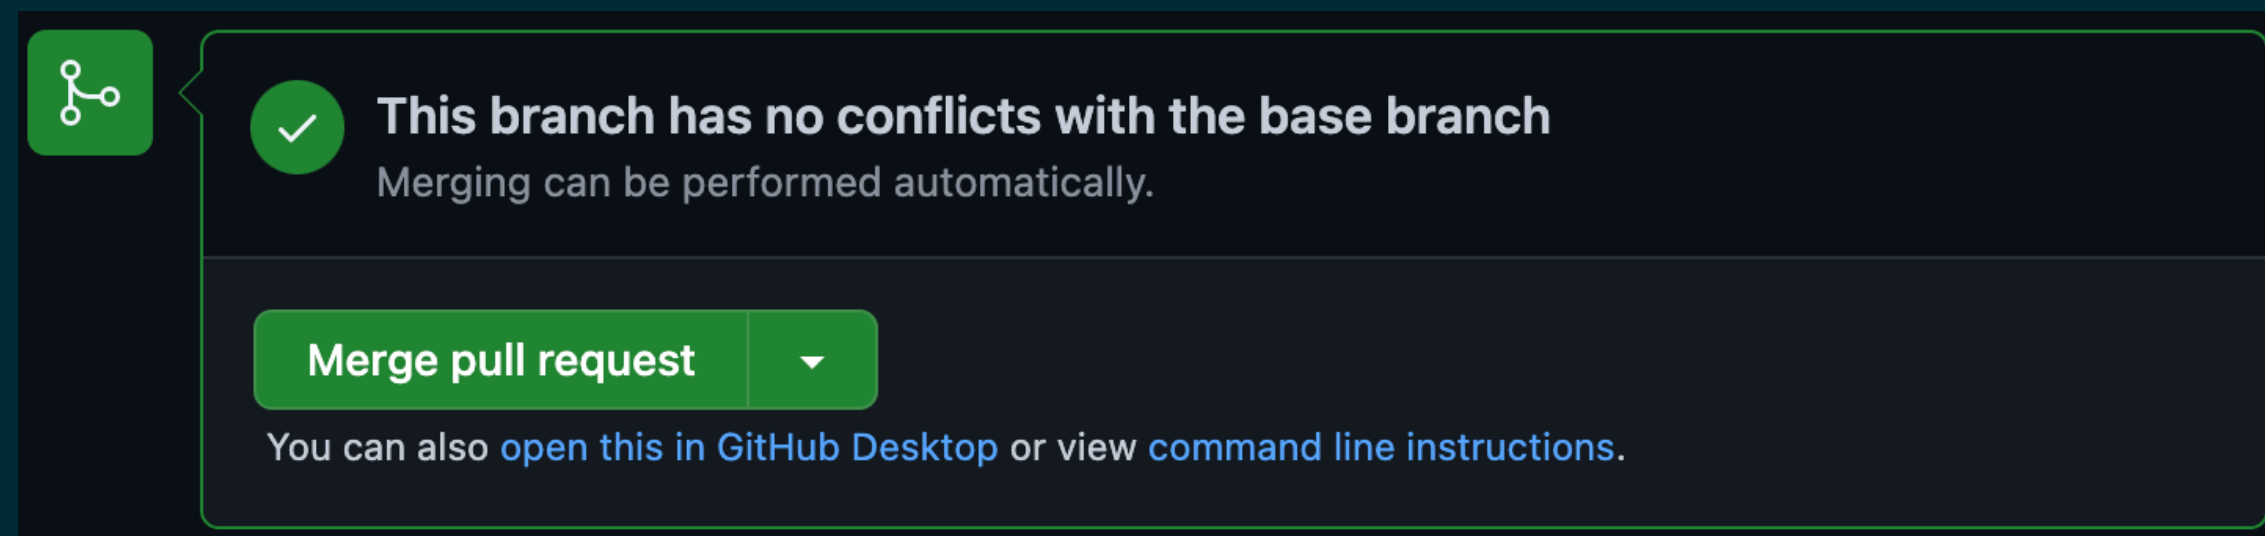 This branch has no conflicts with the base branch
Merging can be performed automatically.
Merge pull request
You can also open this in GitHub Desktop or view command line instructions.